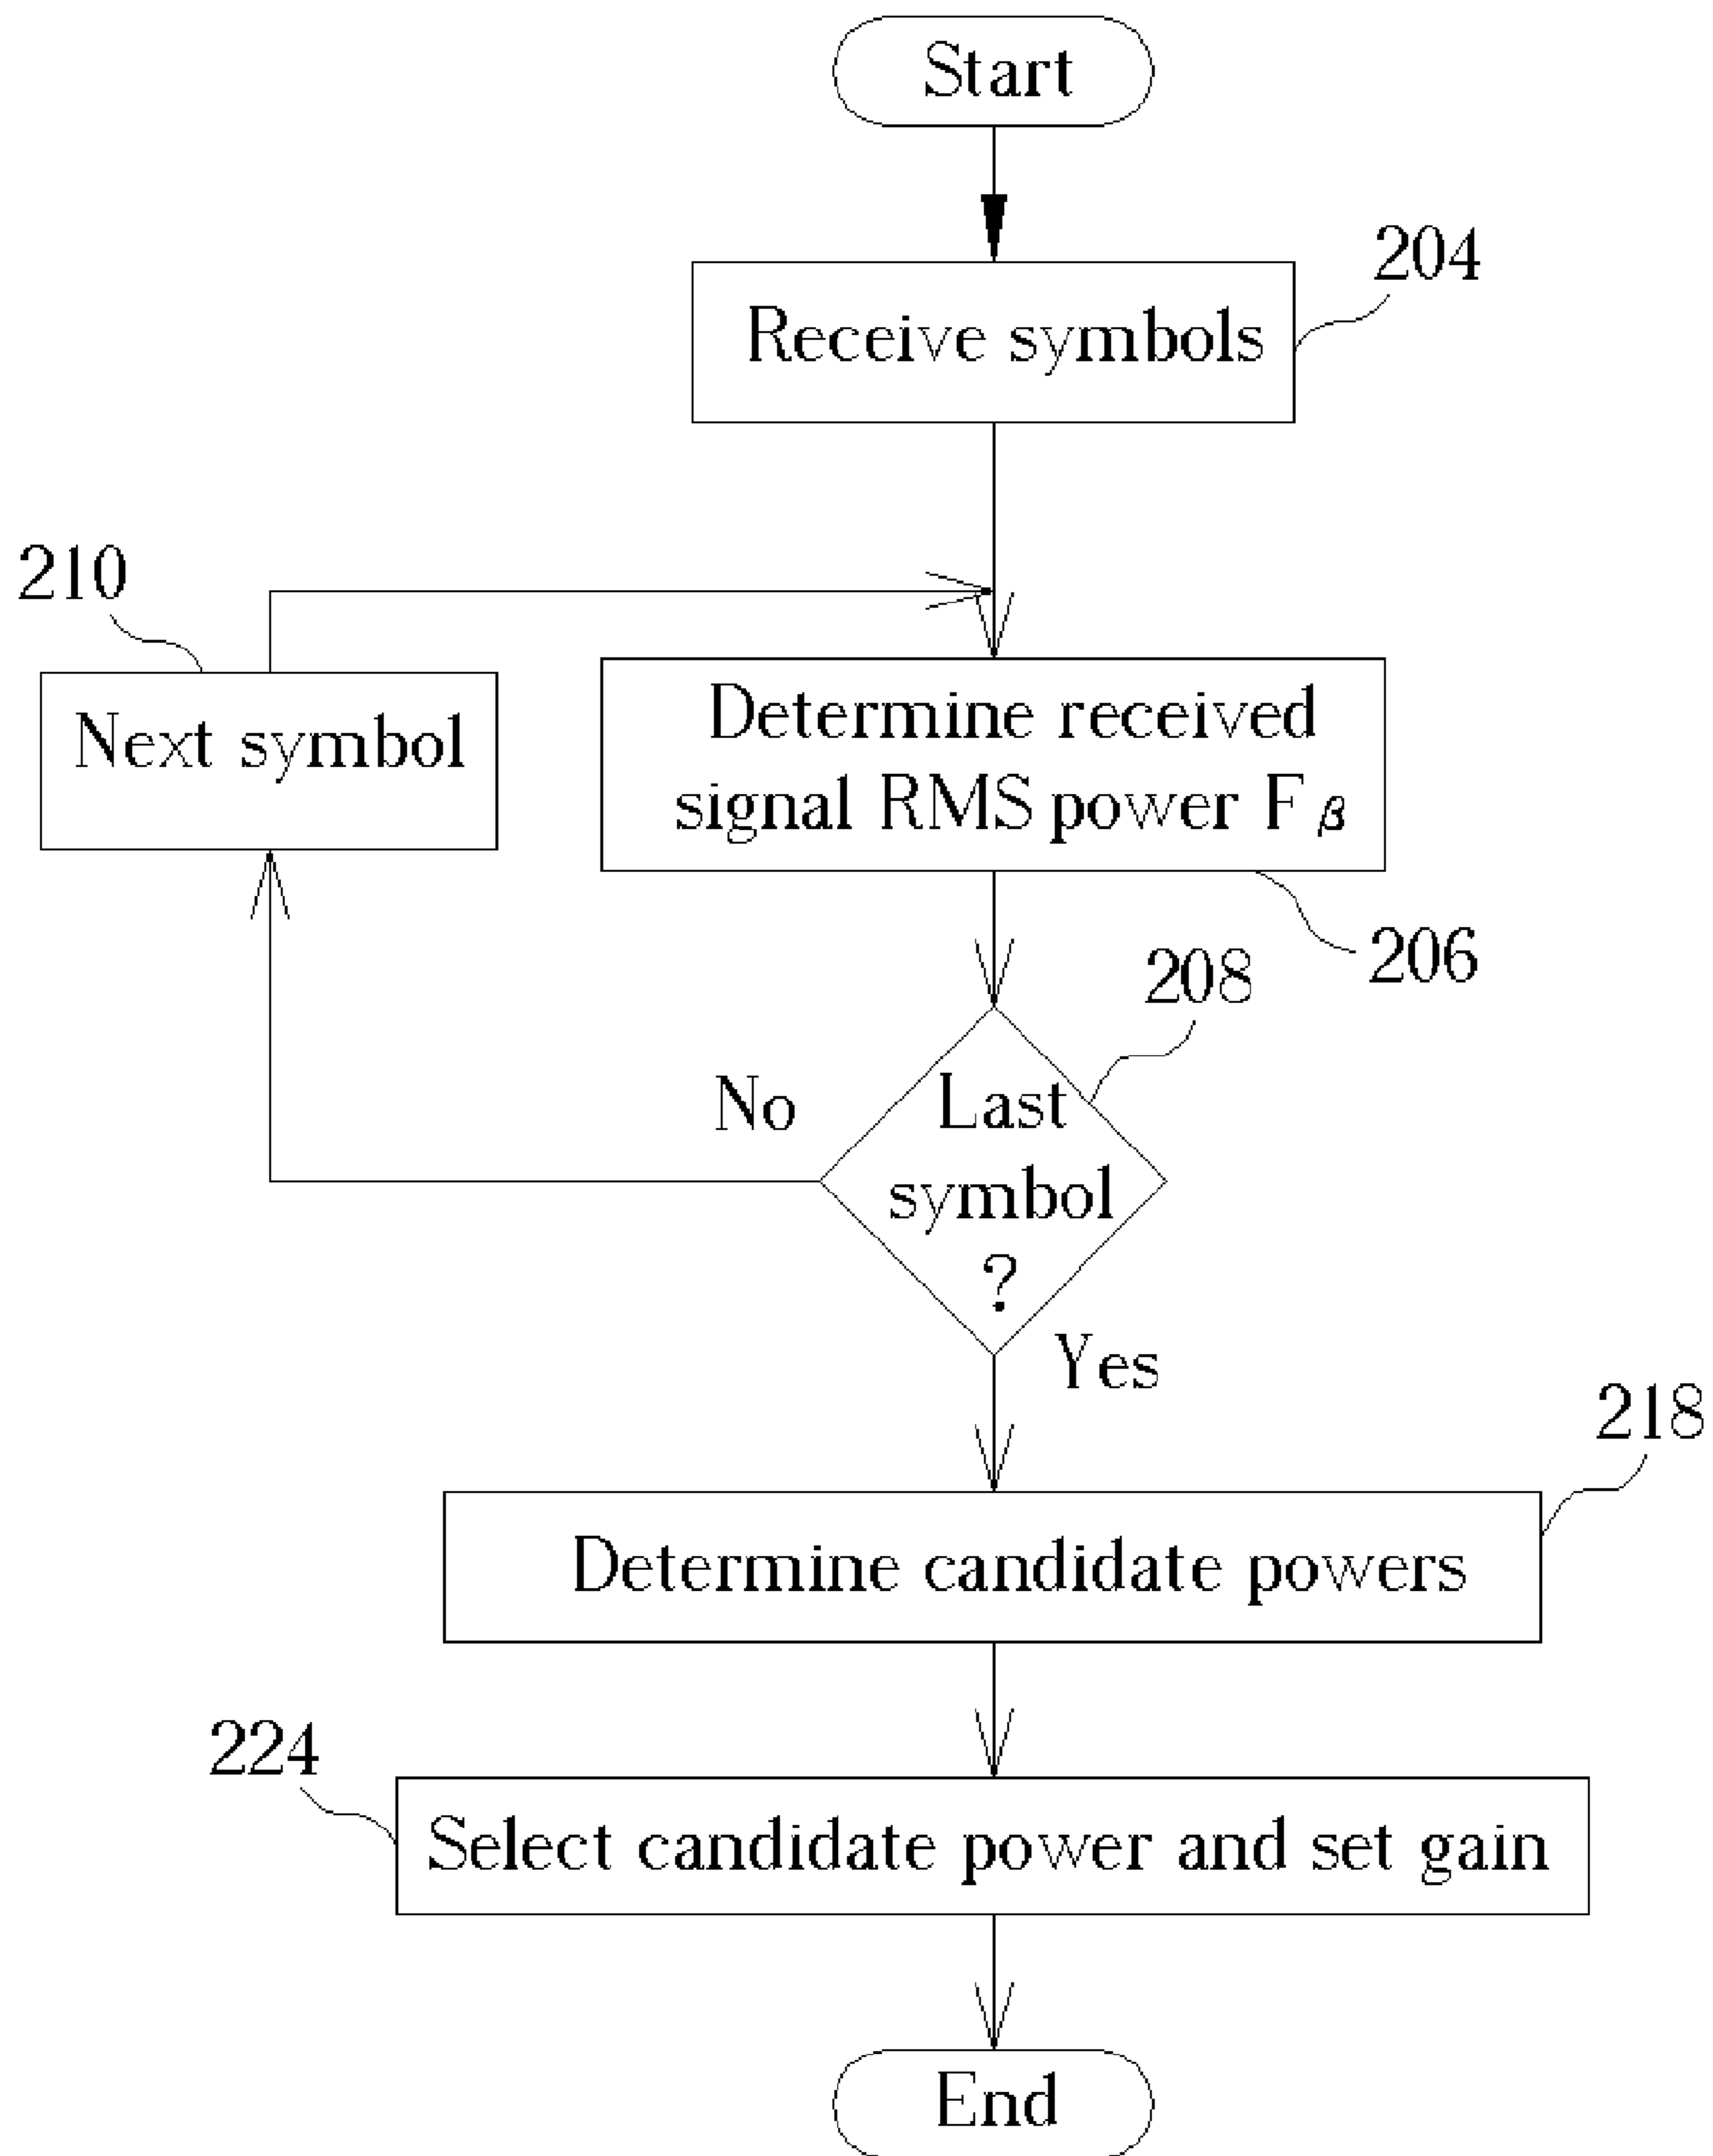 Start
204
Receive symbols
210
Next symbol
Determine received
signal RMS power Fβ
206
208
No
Last
symbol
?
Yes
218
Determine candidate powers
224
Select candidate power and set gain
End